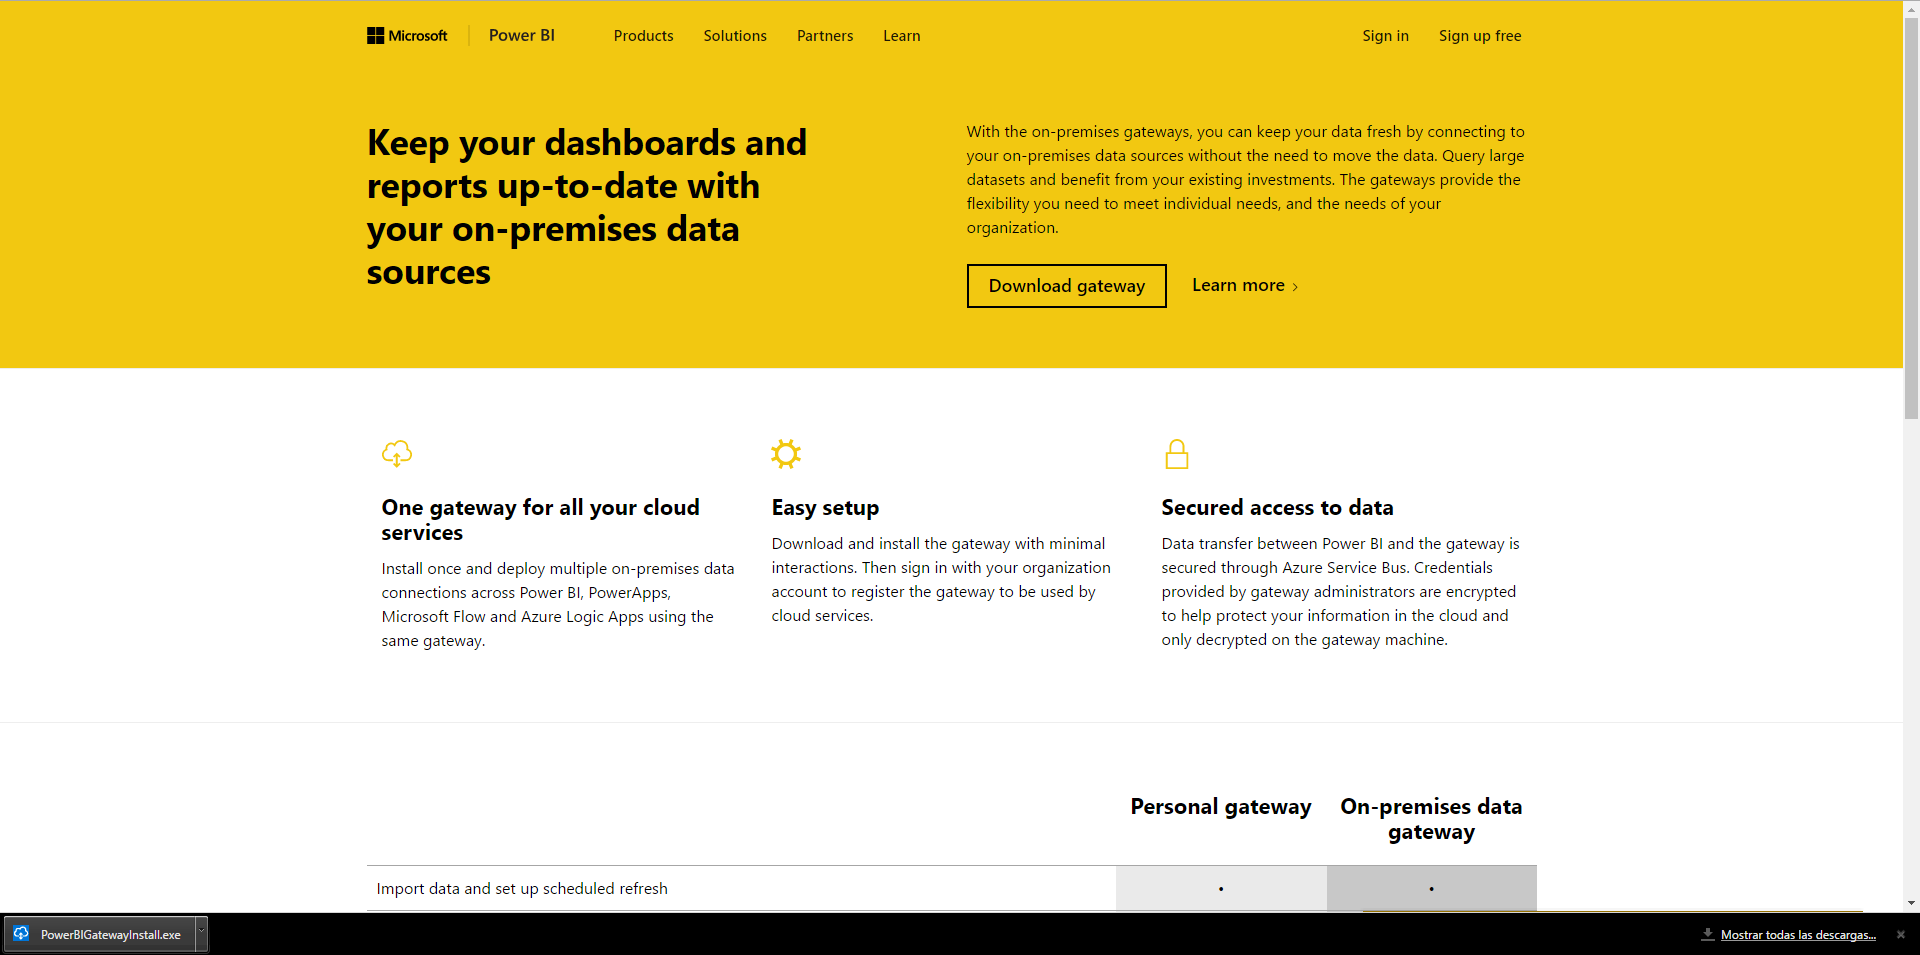 Microsoft Power BI Products Solutions Partners Learn Sign in Sign up free
Keep your dashboards and
reports up-to-date with
your on-premises data
sources
With the on-premises gateways, you can keep your data fresh by connecting to
your on-premises data sources without the need to move the data. Query large
datasets and benefit from your existing investments. The gateways provide the
flexibility you need to meet individual needs, and the needs of your
organization.
Download gateway Learn more
One gateway for all your cloud
services
Install once and deploy multiple on-premises data
connections across Power BI, PowerApps,
Microsoft Flow and Azure Logic Apps using the
same gateway.
Easy setup
Download and install the gateway with minimal
interactions. Then sign in with your organization
account to register the gateway to be used by
cloud services.
Secured access to data
Data transfer between Power BI and the gateway is
secured through Azure Service Bus. Credentials
provided by gateway administrators are encrypted
to help protect your information in the cloud and
only decrypted on the gateway machine.
Personal gateway
On-premises data
gateway
Import data and set up scheduled refresh • •
PowerBIGatewayInstall.exe
Mostrar todas las descargas...